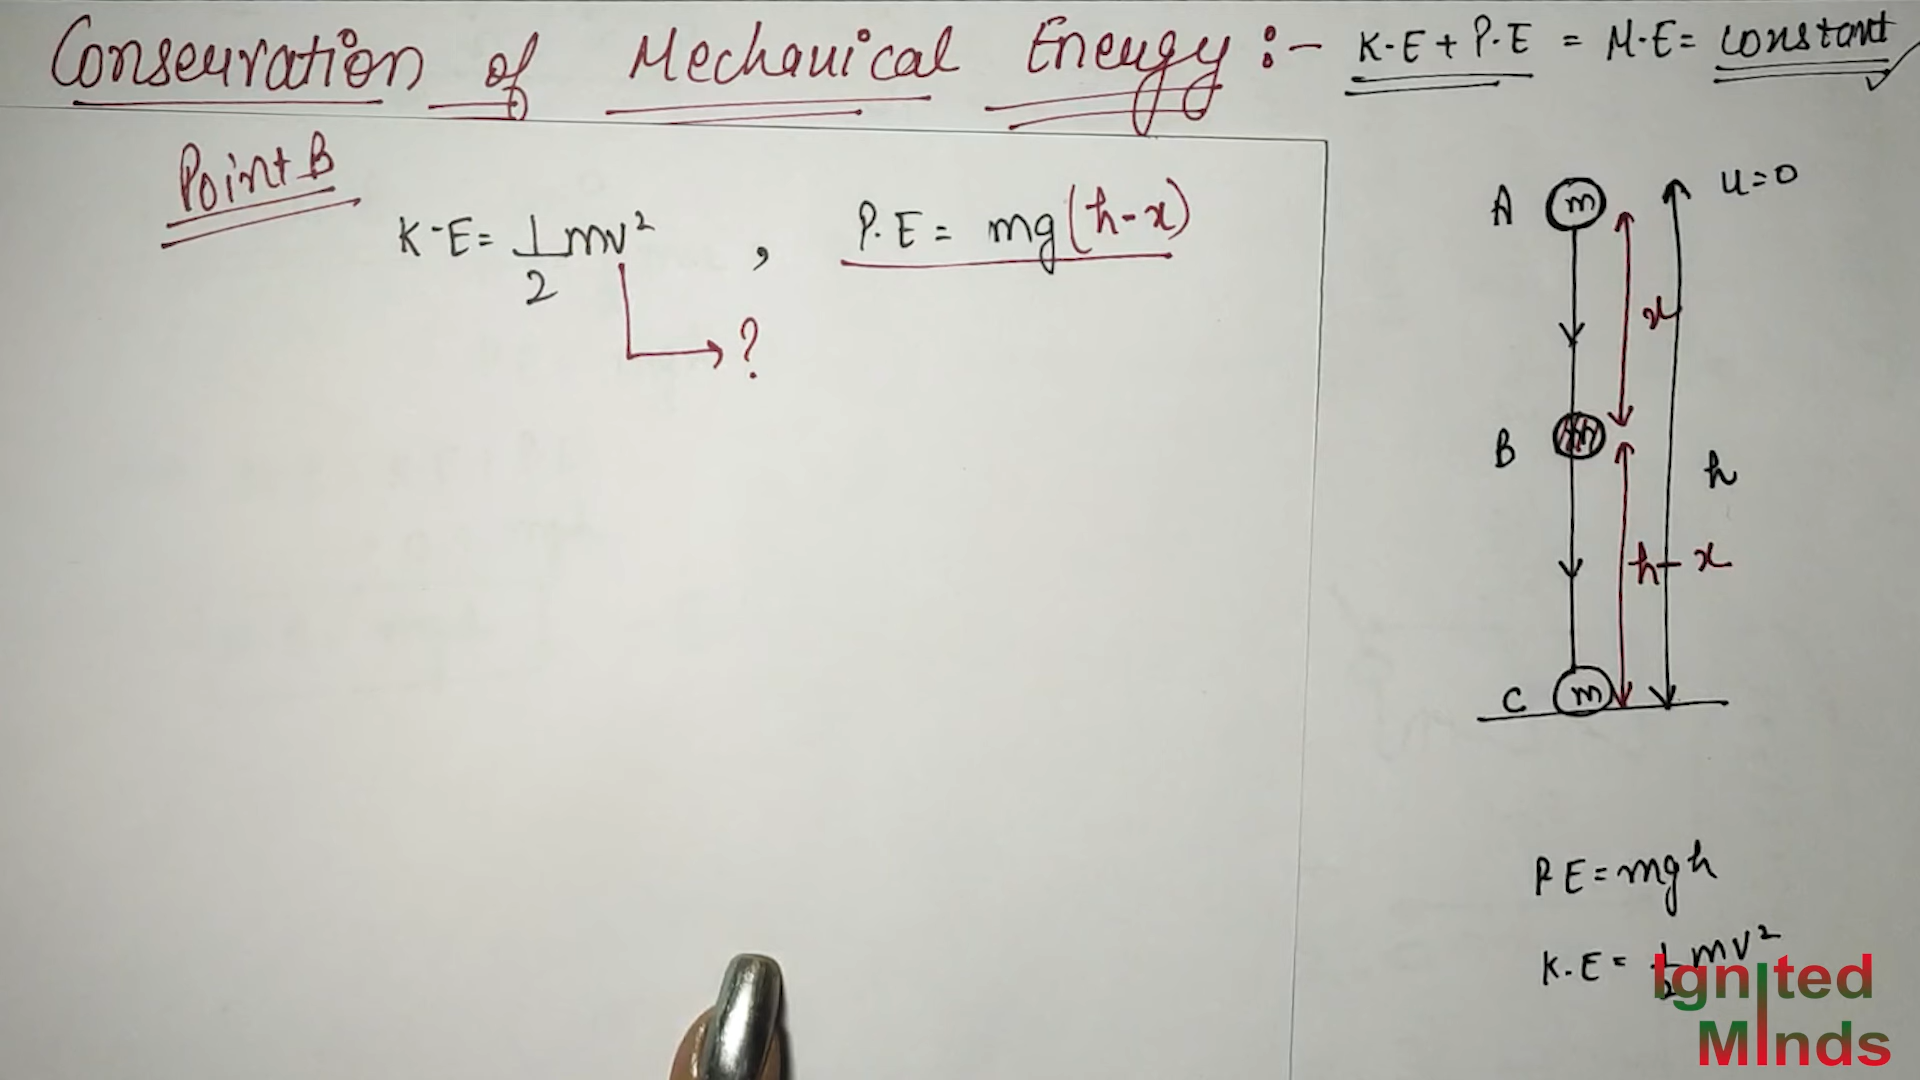 Conservation of Mechanical Energy :- K.E + P.E = M.E = constant
Point B
K-E = 1/2 mv² , P.E = mg(h-x)
?
A m u=0
x
B m
h
h-x
C m
P.E = mgh
K.E = 1/2 mv²
Ignited
Minds